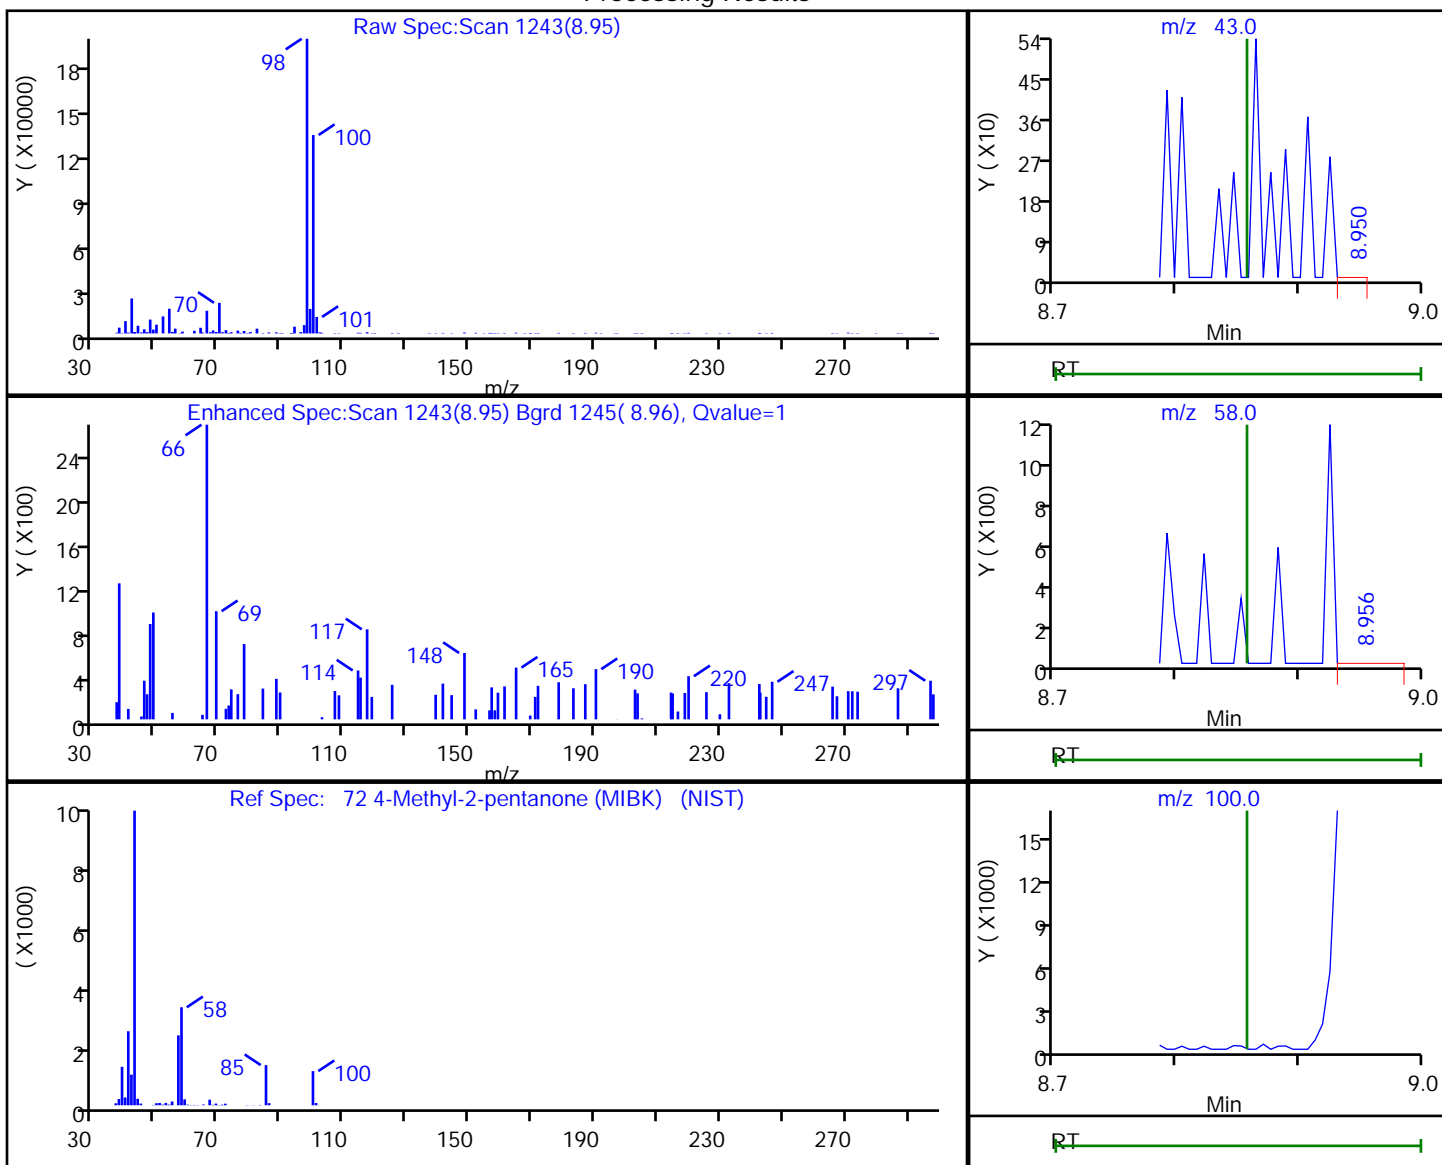 Processing Results
Raw Spec:Scan 1243(8.95)
Y ( X10000)
18
15
12
9
6
3
0
98
100
70
101
30 70 110 150 190 230 270
m/z
m/z 43.0
Y ( X10)
54
45
36
27
18
9
0
8.950
8.7 9.0
Min
RT
Enhanced Spec:Scan 1243(8.95) Bgrd 1245( 8.96), Qvalue=1
Y ( X100)
24
20
16
12
8
4
0
66
69
117
114
148
165
190
220
247
297
30 70 110 150 190 230 270
m/z
m/z 58.0
Y ( X100)
12
10
8
6
4
2
0
8.956
8.7 9.0
Min
RT
Ref Spec: 72 4-Methyl-2-pentanone (MIBK) (NIST)
( X1000)
10
8
6
4
2
0
58
85
100
30 70 110 150 190 230 270
m/z 100.0
Y ( X1000)
15
12
9
6
3
0
8.7 9.0
Min
RT